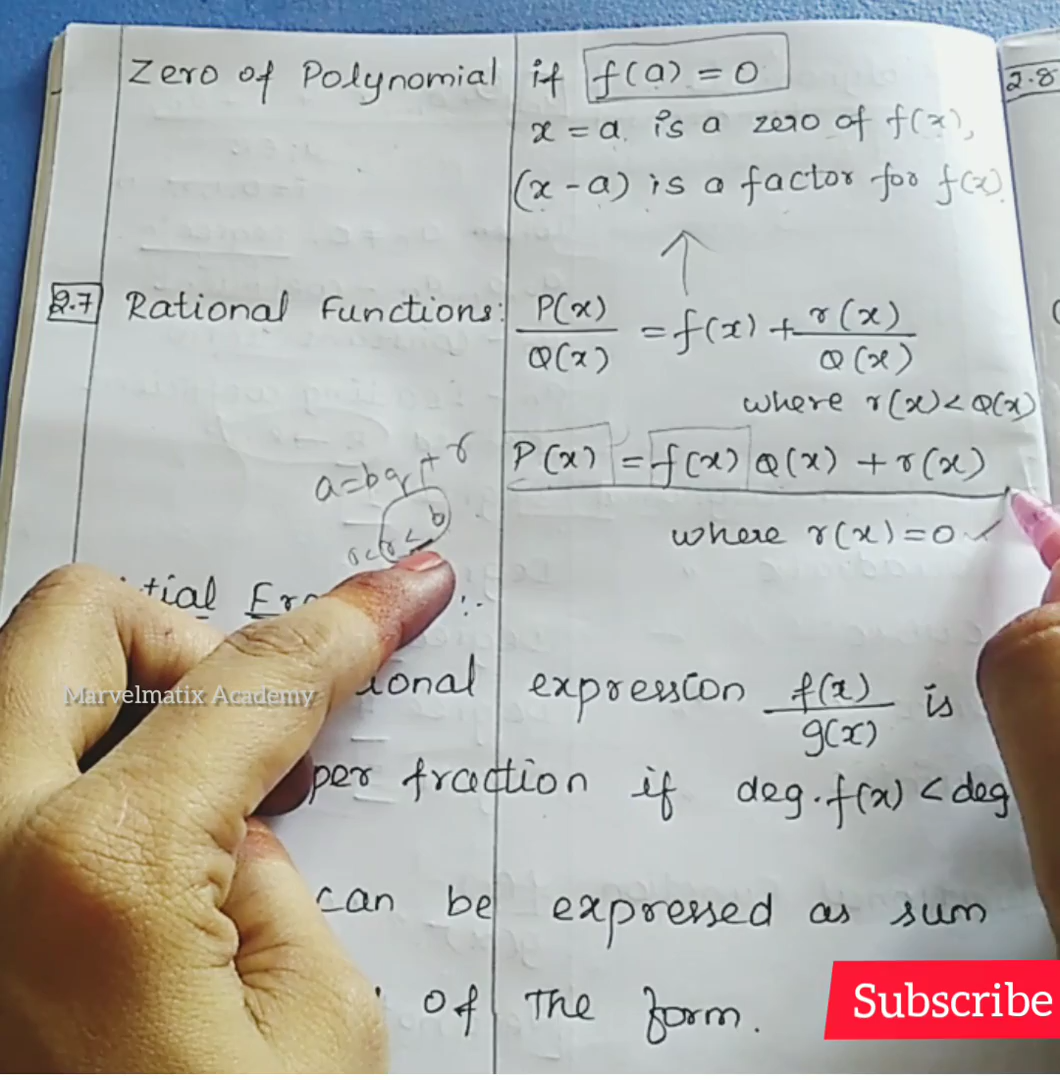 Zero of Polynomial if f(a) = 0
x = a. is a zero of f(x),
(x - a) is a factor for f(x).
2.8
2.7 Rational Functions: P(x)/Q(x) = f(x) + r(x)/Q(x)
where r(x) < Q(x)
a = bq + r
P(x) = f(x) Q(x) + r(x)
where r(x) = 0 ✓
tial
ional expression f(x)/g(x) is
per fraction if deg. f(x) < deg
can be expressed as sum
of The form.
Marvelmatix Academy
Subscribe